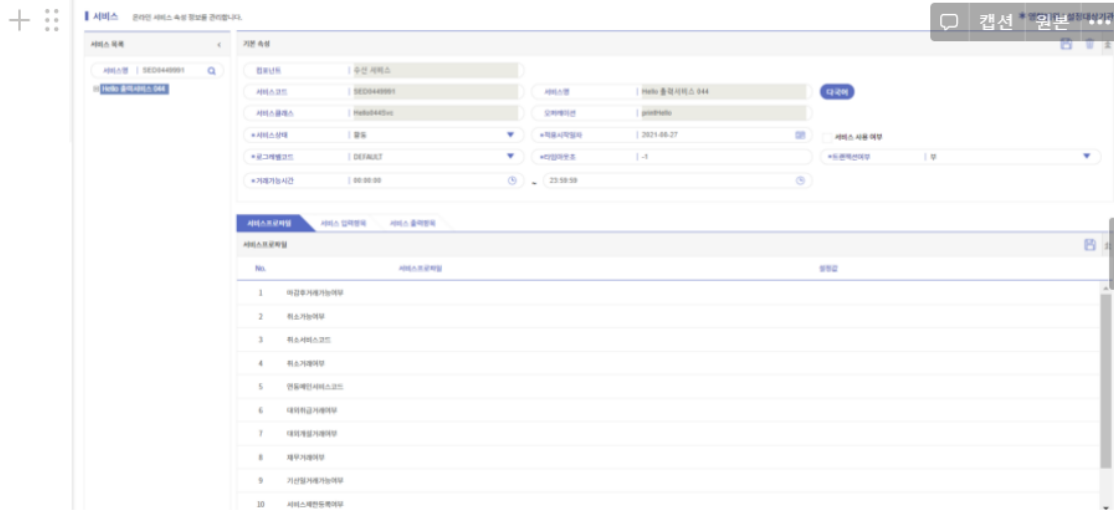 캡션 원본
서비스 온라인 서비스 속성 정보를 관리합니다.
서비스 목록
서비스명 SED0449991
Hello 출력서비스 044
기본 속성
컴포넌트 수신 서비스
서비스코드 SED0449991 서비스명 Hello 출력서비스 044 다국어
서비스클래스 오퍼레이션 printHello
*서비스상태 활동 *적용시작일자 2021-08-27 서비스 사용 여부
*로그레벨코드 DEFAULT *타임아웃초 -1 *트랜잭션여부 부
*거래가능시간 00:00:00 ~ 23:59:59
서비스프로파일 서비스 입력항목 서비스 출력항목
서비스프로파일
No. 서비스프로파일 설정값
1 마감후거래가능여부
2 취소가능여부
3 취소서비스코드
4 취소거래여부
5 연동메인서비스코드
6 대외취급거래여부
7 대외개설거래여부
8 재무거래여부
9 기산일거래가능여부
10 서비스제한등록여부